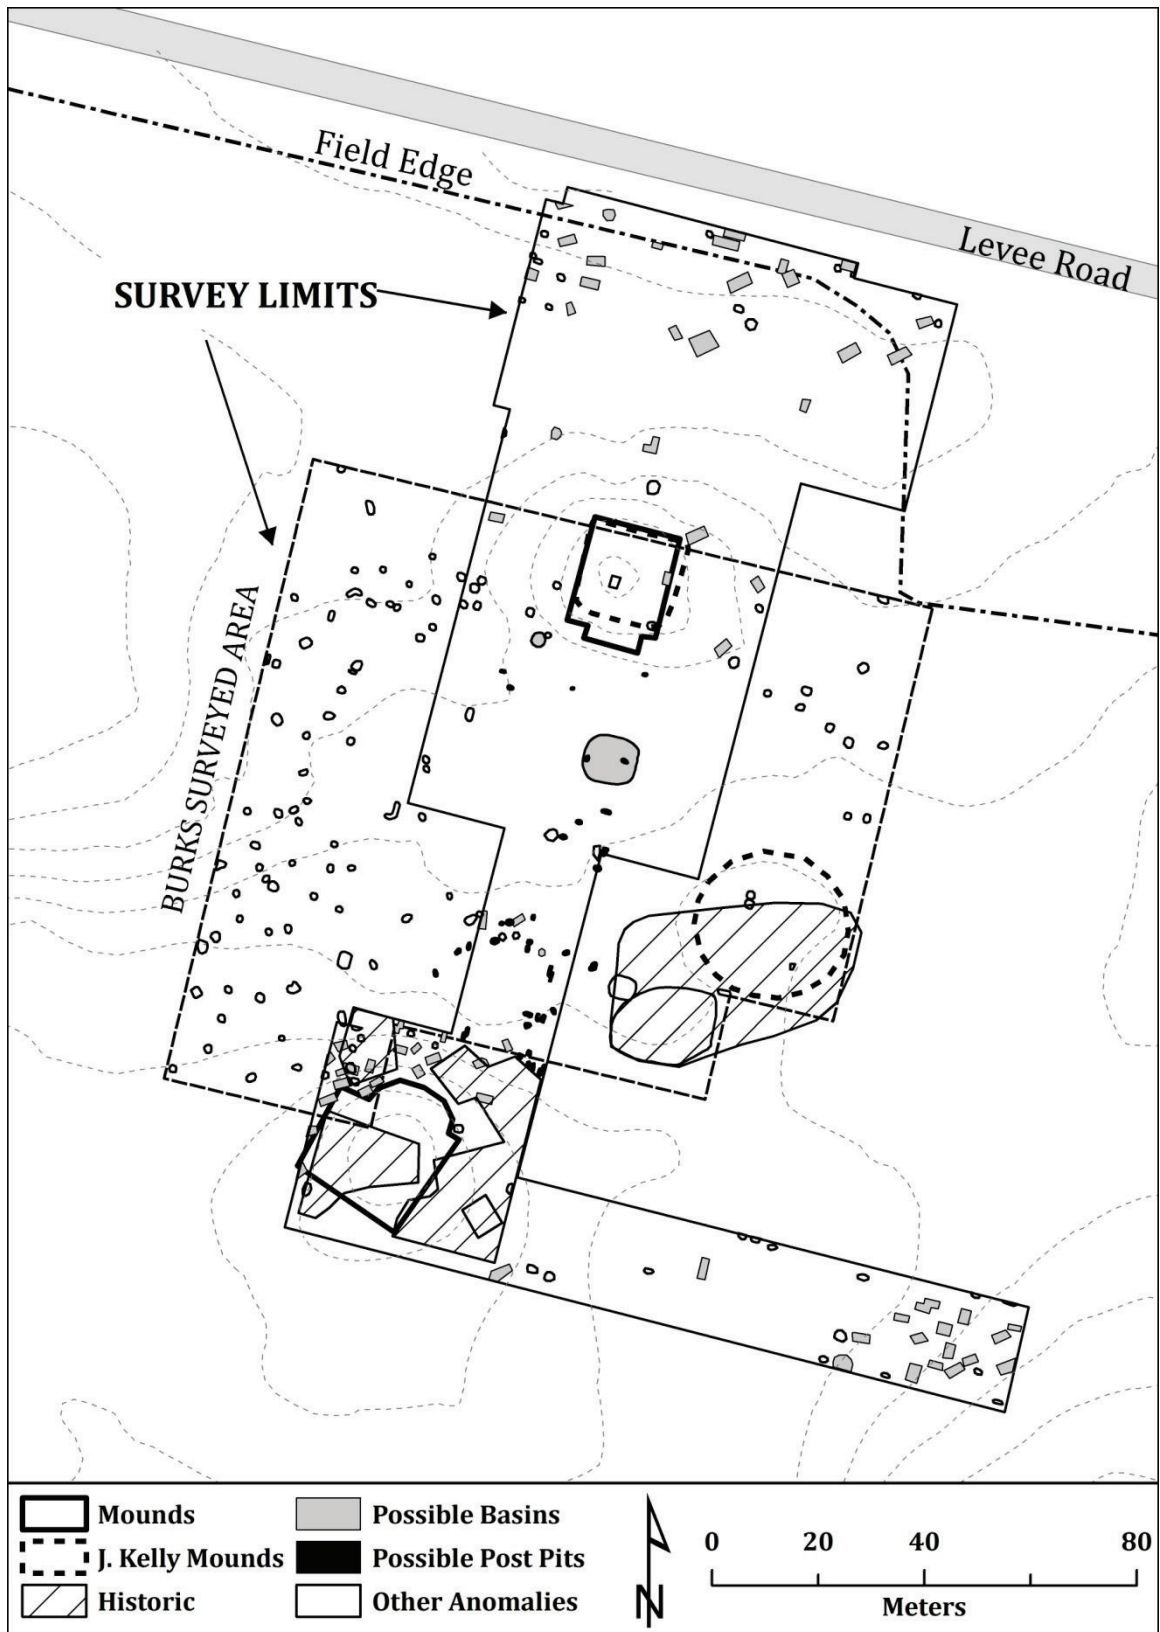 Field Edge
Levee Road
SURVEY LIMITS
BURKS SURVEYED AREA
Mounds
J. Kelly Mounds
Historic
Possible Basins
Possible Post Pits
Other Anomalies
N
0 20 40 80
Meters